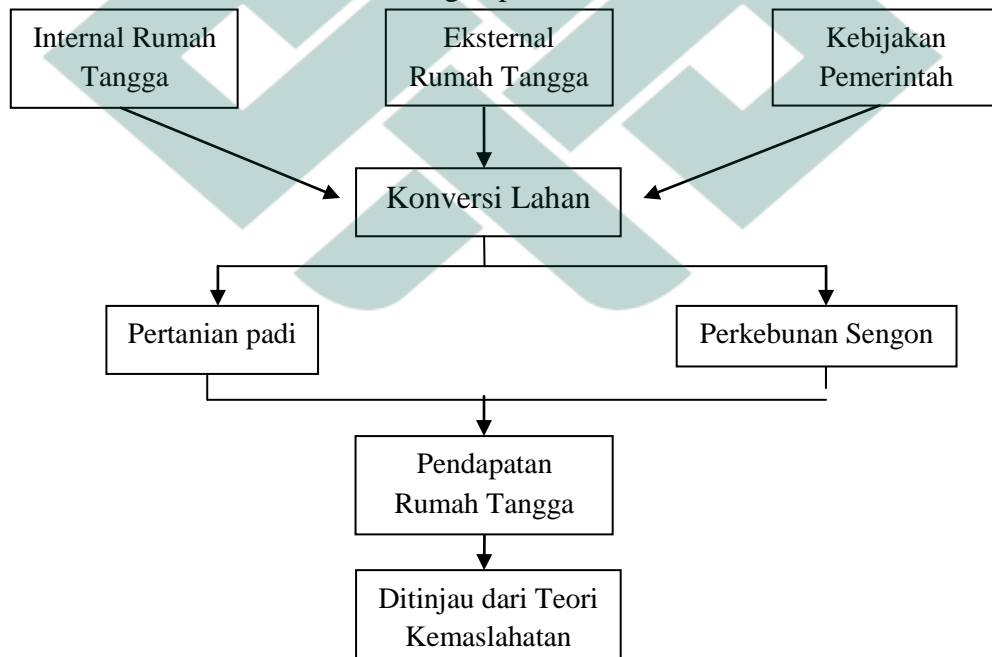 Internal Rumah
Tangga
Eksternal
Rumah Tangga
Kebijakan
Pemerintah
Konversi Lahan
Pertanian padi
Perkebunan Sengon
Pendapatan
Rumah Tangga
Ditinjau dari Teori
Kemaslahatan